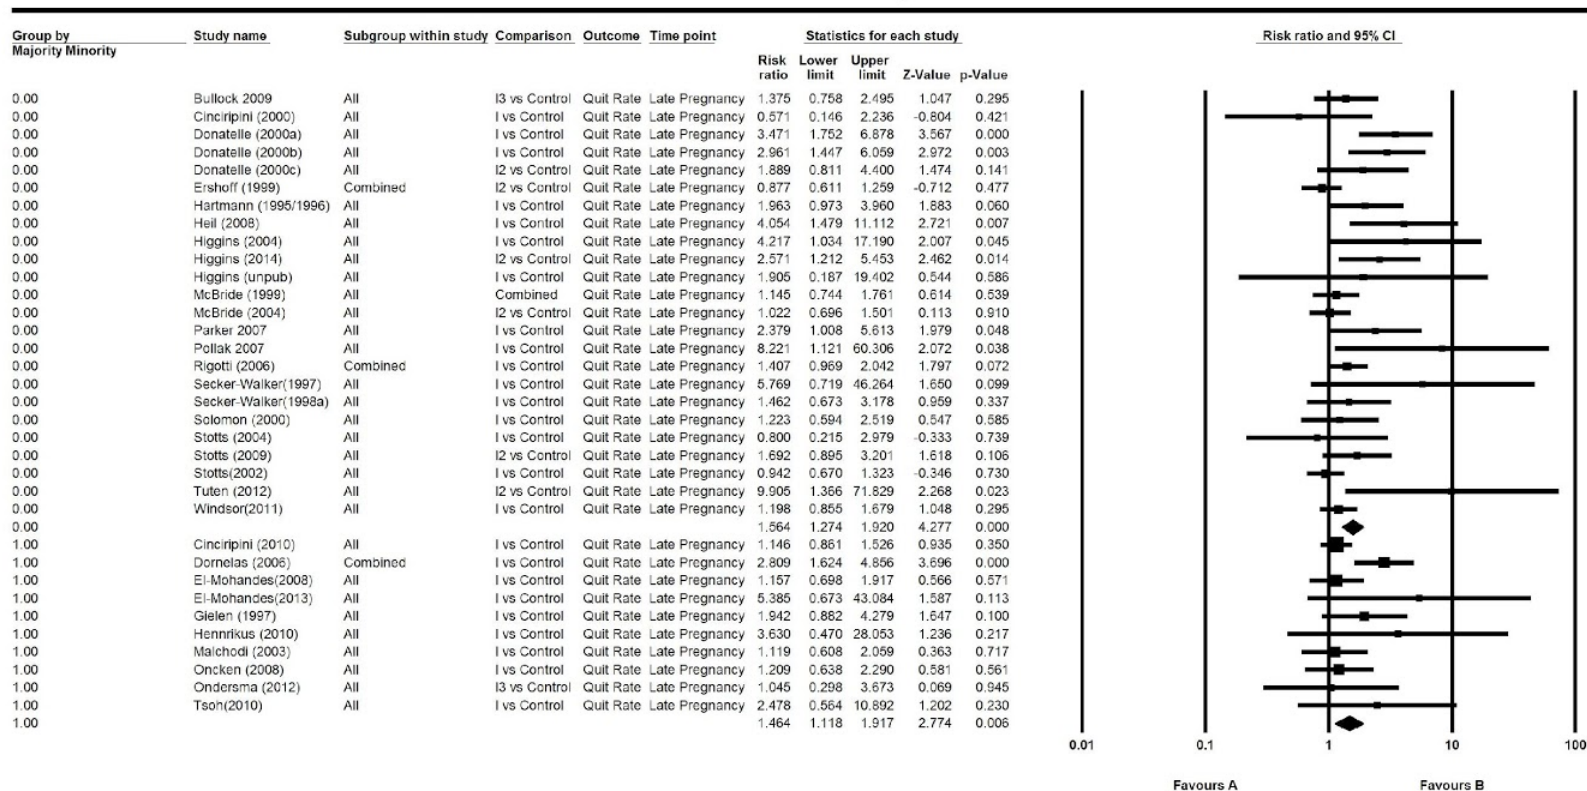 Group by Study name Subgroup within study Comparison Outcome Time point Statistics for each study Risk ratio and 95% CI
Majority Minority
Risk Lower Upper
ratio limit limit Z-Value p-Value
0.00 Bullock 2009 All I3 vs Control Quit Rate Late Pregnancy 1.375 0.758 2.495 1.047 0.295
0.00 Cinciripini (2000) All I vs Control Quit Rate Late Pregnancy 0.571 0.146 2.236 -0.804 0.421
0.00 Donatelle (2000a) All I vs Control Quit Rate Late Pregnancy 3.471 1.752 6.878 3.567 0.000
0.00 Donatelle (2000b) All I vs Control Quit Rate Late Pregnancy 2.961 1.447 6.059 2.972 0.003
0.00 Donatelle (2000c) All I2 vs Control Quit Rate Late Pregnancy 1.889 0.811 4.400 1.474 0.141
0.00 Ershoff (1999) Combined I2 vs Control Quit Rate Late Pregnancy 0.877 0.611 1.259 -0.712 0.477
0.00 Hartmann (1995/1996) All I vs Control Quit Rate Late Pregnancy 1.963 0.973 3.960 1.883 0.060
0.00 Heil (2008) All I vs Control Quit Rate Late Pregnancy 4.054 1.479 11.112 2.721 0.007
0.00 Higgins (2004) All I vs Control Quit Rate Late Pregnancy 4.217 1.034 17.190 2.007 0.045
0.00 Higgins (2014) All I2 vs Control Quit Rate Late Pregnancy 2.571 1.212 5.453 2.462 0.014
0.00 Higgins (unpub) All I vs Control Quit Rate Late Pregnancy 1.905 0.187 19.402 0.544 0.586
0.00 McBride (1999) All Combined Quit Rate Late Pregnancy 1.145 0.744 1.761 0.614 0.539
0.00 McBride (2004) All I2 vs Control Quit Rate Late Pregnancy 1.022 0.696 1.501 0.113 0.910
0.00 Parker 2007 All I vs Control Quit Rate Late Pregnancy 2.379 1.008 5.613 1.979 0.048
0.00 Pollak 2007 All I vs Control Quit Rate Late Pregnancy 8.221 1.121 60.306 2.072 0.038
0.00 Rigotti (2006) Combined I vs Control Quit Rate Late Pregnancy 1.407 0.969 2.042 1.797 0.072
0.00 Secker-Walker(1997) All I vs Control Quit Rate Late Pregnancy 5.769 0.719 46.264 1.650 0.099
0.00 Secker-Walker(1998a) All I vs Control Quit Rate Late Pregnancy 1.462 0.673 3.178 0.959 0.337
0.00 Solomon (2000) All I vs Control Quit Rate Late Pregnancy 1.223 0.594 2.519 0.547 0.585
0.00 Stotts (2004) All I vs Control Quit Rate Late Pregnancy 0.800 0.215 2.979 -0.333 0.739
0.00 Stotts (2009) All I2 vs Control Quit Rate Late Pregnancy 1.692 0.895 3.201 1.618 0.106
0.00 Stotts(2002) All I vs Control Quit Rate Late Pregnancy 0.942 0.670 1.323 -0.346 0.730
0.00 Tuten (2012) All I2 vs Control Quit Rate Late Pregnancy 9.905 1.366 71.829 2.268 0.023
0.00 Windsor(2011) All I vs Control Quit Rate Late Pregnancy 1.198 0.855 1.679 1.048 0.295
0.00 1.564 1.274 1.920 4.277 0.000
1.00 Cinciripini (2010) All I vs Control Quit Rate Late Pregnancy 1.146 0.861 1.526 0.935 0.350
1.00 Dornelas (2006) Combined I vs Control Quit Rate Late Pregnancy 2.809 1.624 4.856 3.696 0.000
1.00 El-Mohandes(2008) All I vs Control Quit Rate Late Pregnancy 1.157 0.698 1.917 0.566 0.571
1.00 El-Mohandes(2013) All I vs Control Quit Rate Late Pregnancy 5.385 0.673 43.084 1.587 0.113
1.00 Gielen (1997) All I vs Control Quit Rate Late Pregnancy 1.942 0.882 4.279 1.647 0.100
1.00 Hennrikus (2010) All I vs Control Quit Rate Late Pregnancy 3.630 0.470 28.053 1.236 0.217
1.00 Malchodi (2003) All I vs Control Quit Rate Late Pregnancy 1.119 0.608 2.059 0.363 0.717
1.00 Oncken (2008) All I vs Control Quit Rate Late Pregnancy 1.209 0.638 2.290 0.581 0.561
1.00 Ondersma (2012) All I3 vs Control Quit Rate Late Pregnancy 1.045 0.298 3.673 0.069 0.945
1.00 Tsoh(2010) All I vs Control Quit Rate Late Pregnancy 2.478 0.564 10.892 1.202 0.230
1.00 1.464 1.118 1.917 2.774 0.006
0.01 0.1 1 10 100
Favours A Favours B